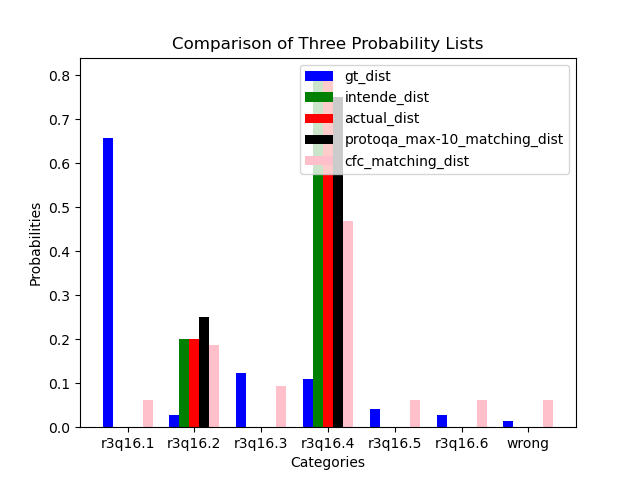 Comparison of Three Probability Lists
gt_dist
intende_dist
actual_dist
protoqa_max-10_matching_dist
cfc_matching_dist
0.8
0.7
0.6
0.5
0.4
0.3
0.2
0.1
0.0
Probabilities
r3q16.1 r3q16.2 r3q16.3 r3q16.4 r3q16.5 r3q16.6 wrong
Categories